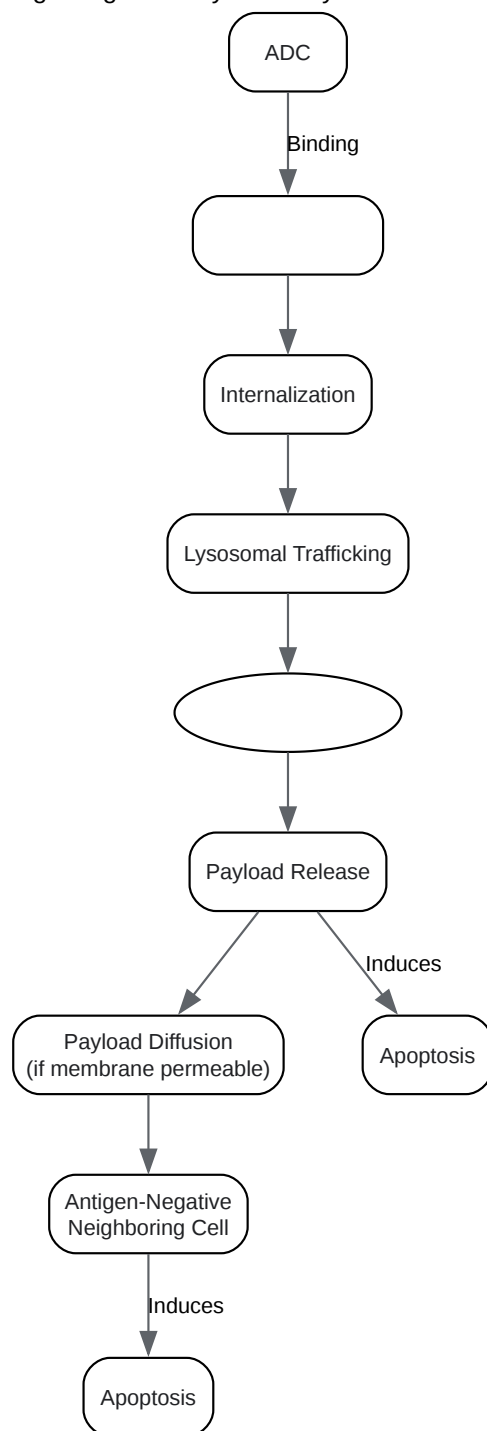 ADC
Binding
Internalization
Lysosomal Trafficking
Payload Release
Induces
Payload Diffusion
(if membrane permeable)
Apoptosis
Antigen-Negative
Neighboring Cell
Induces
Apoptosis